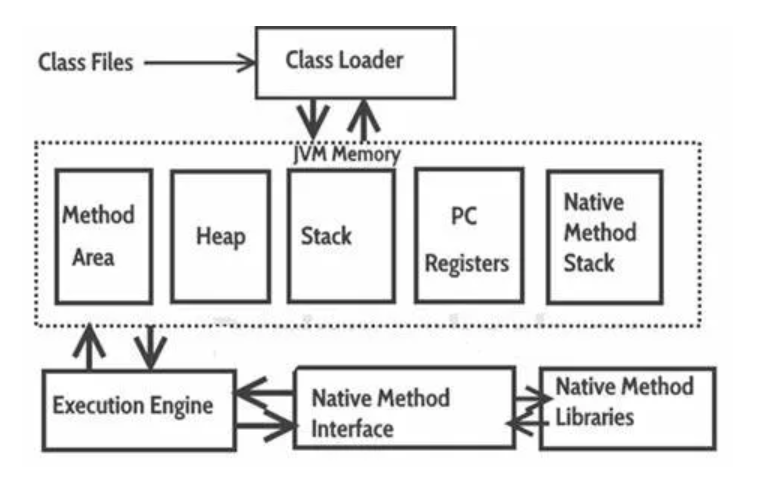 Class Files
Class Loader
JVM Memory
Method
Area
Heap
Stack
PC
Registers
Native
Method
Stack
Execution Engine
Native Method
Interface
Native Method
Libraries